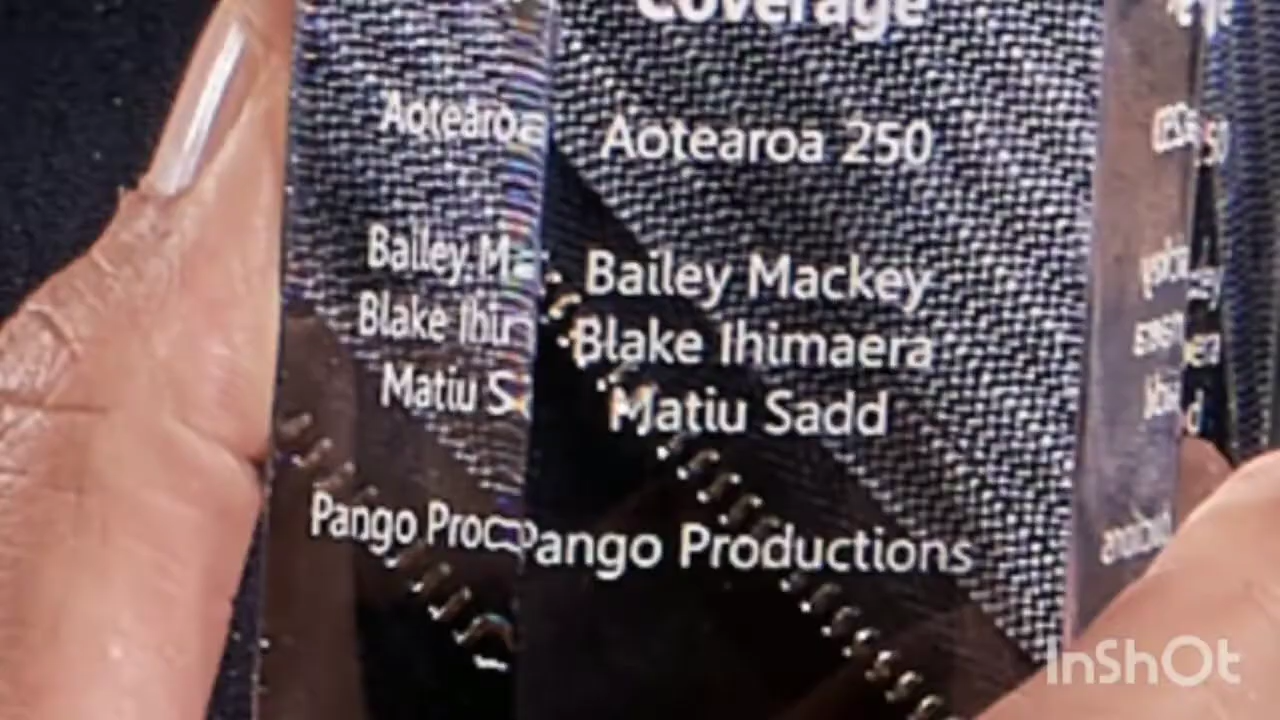 Coverage
Aotearoa 250
Bailey Mackey
Blake Ihimaera
Matiu Sadd
Pango Productions
InShOt